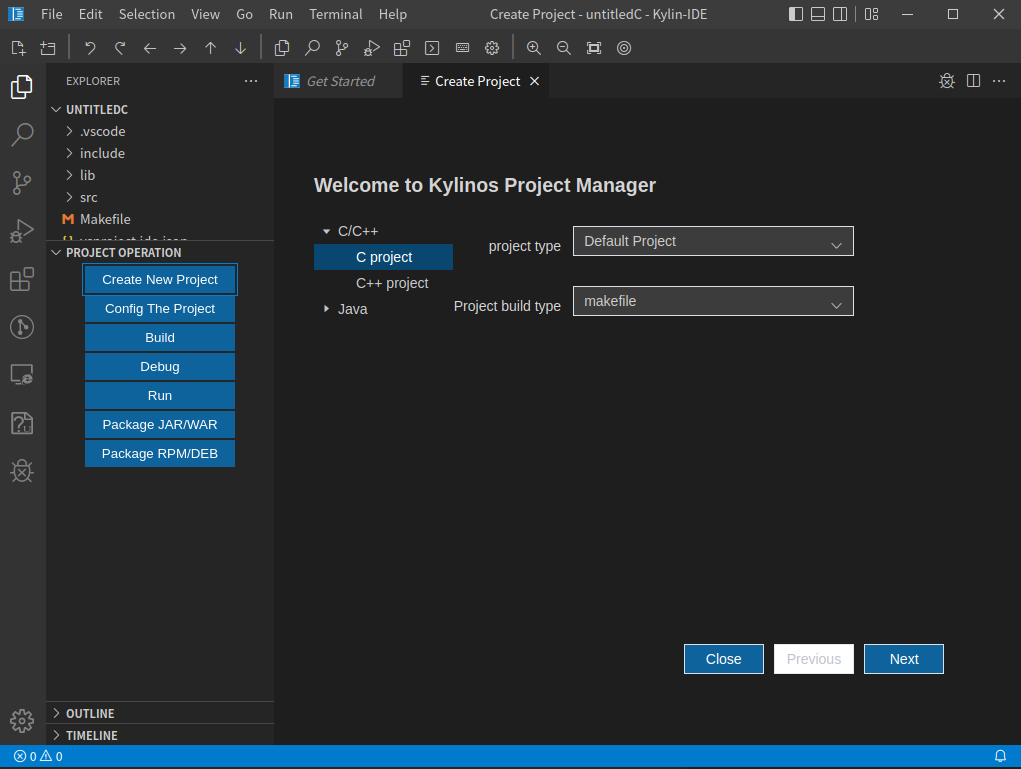 File Edit Selection View Go Run Terminal Help Create Project - untitledC - Kylin-IDE
EXPLORER
Get Started
Create Project
UNTITLEDC
.vscode
include
lib
src
M Makefile
PROJECT OPERATION
Create New Project
Config The Project
Build
Debug
Run
Package JAR/WAR
Package RPM/DEB
OUTLINE
TIMELINE
Welcome to Kylinos Project Manager
C/C++
C project
C++ project
Java
project type Default Project
Project build type makefile
Close Previous Next
0 0